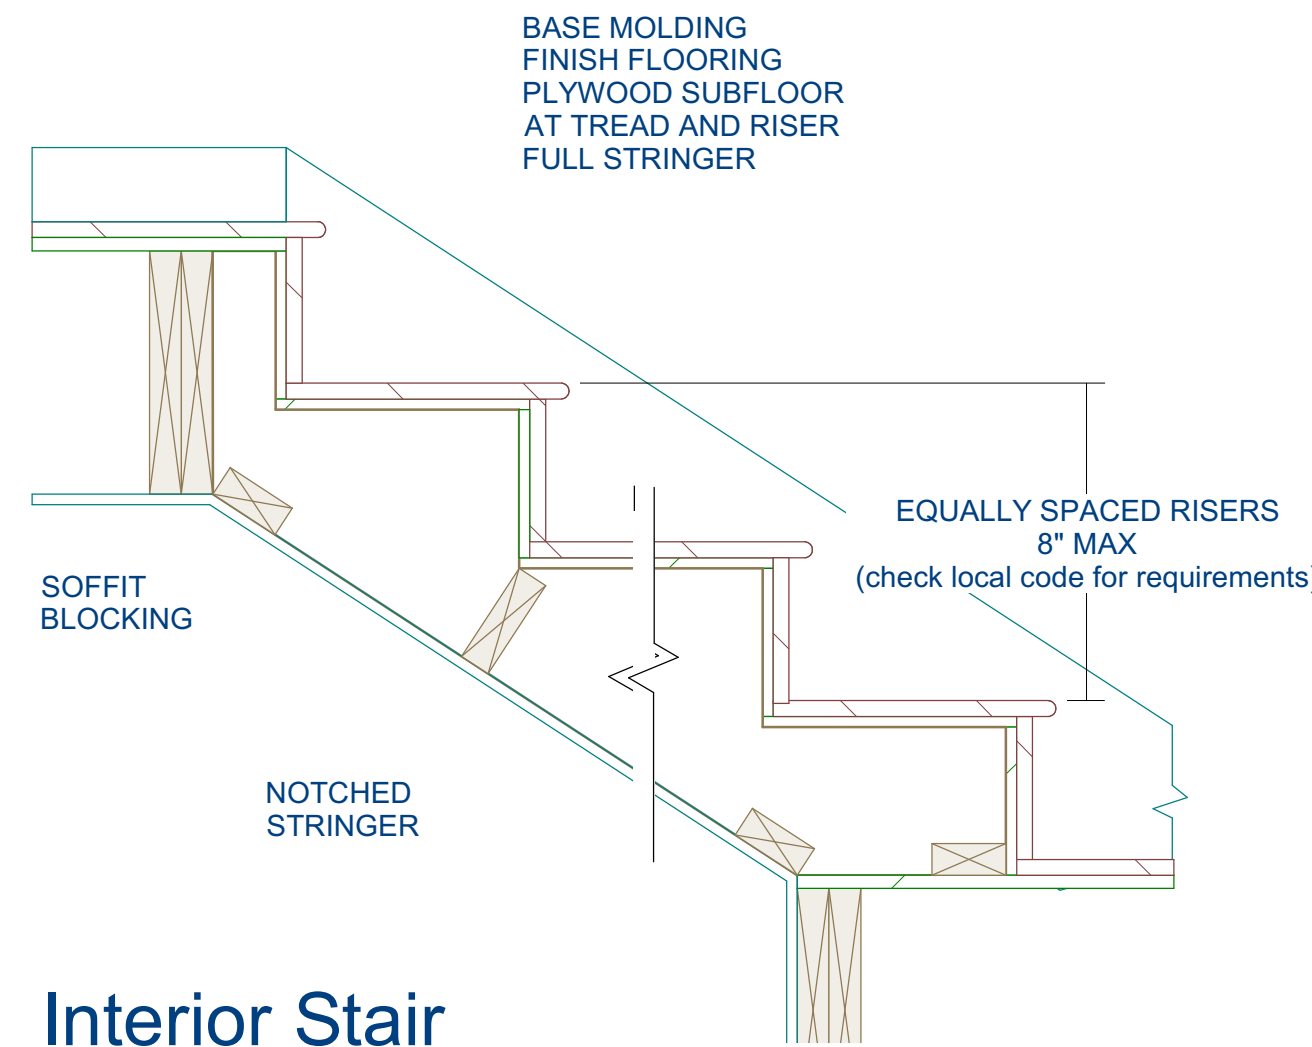 BASE MOLDING
FINISH FLOORING
PLYWOOD SUBFLOOR
AT TREAD AND RISER
FULL STRINGER
EQUALLY SPACED RISERS
8" MAX
(check local code for requirements)
SOFFIT
BLOCKING
NOTCHED
STRINGER
Interior Stair